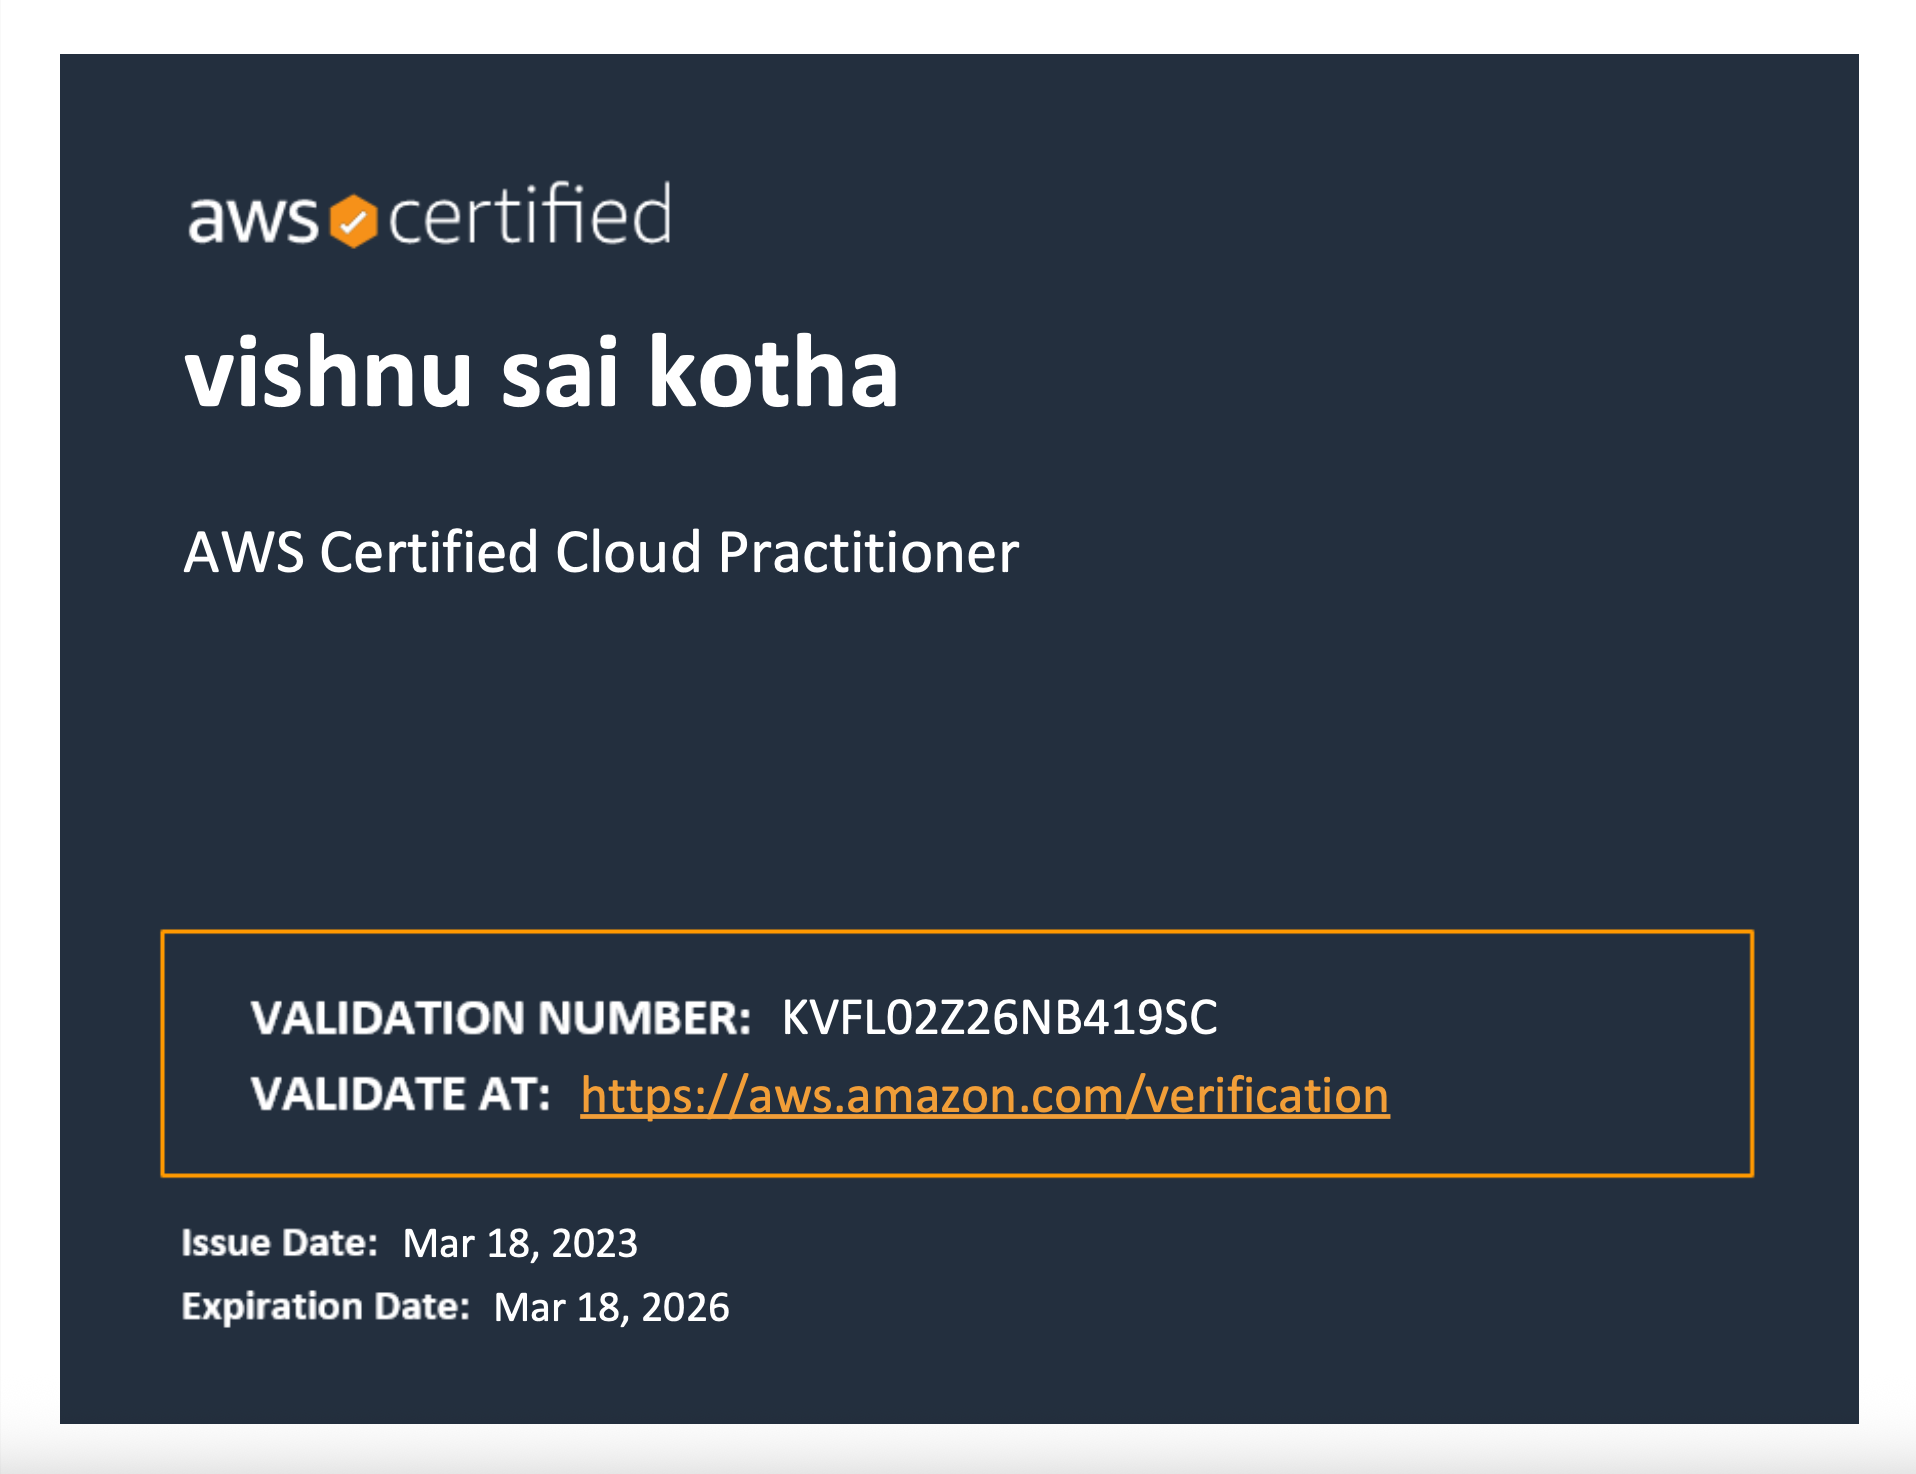 aws certified
vishnu sai kotha
AWS Certified Cloud Practitioner
VALIDATION NUMBER: KVFL02Z26NB419SC
VALIDATE AT: https://aws.amazon.com/verification
Issue Date: Mar 18, 2023
Expiration Date: Mar 18, 2026